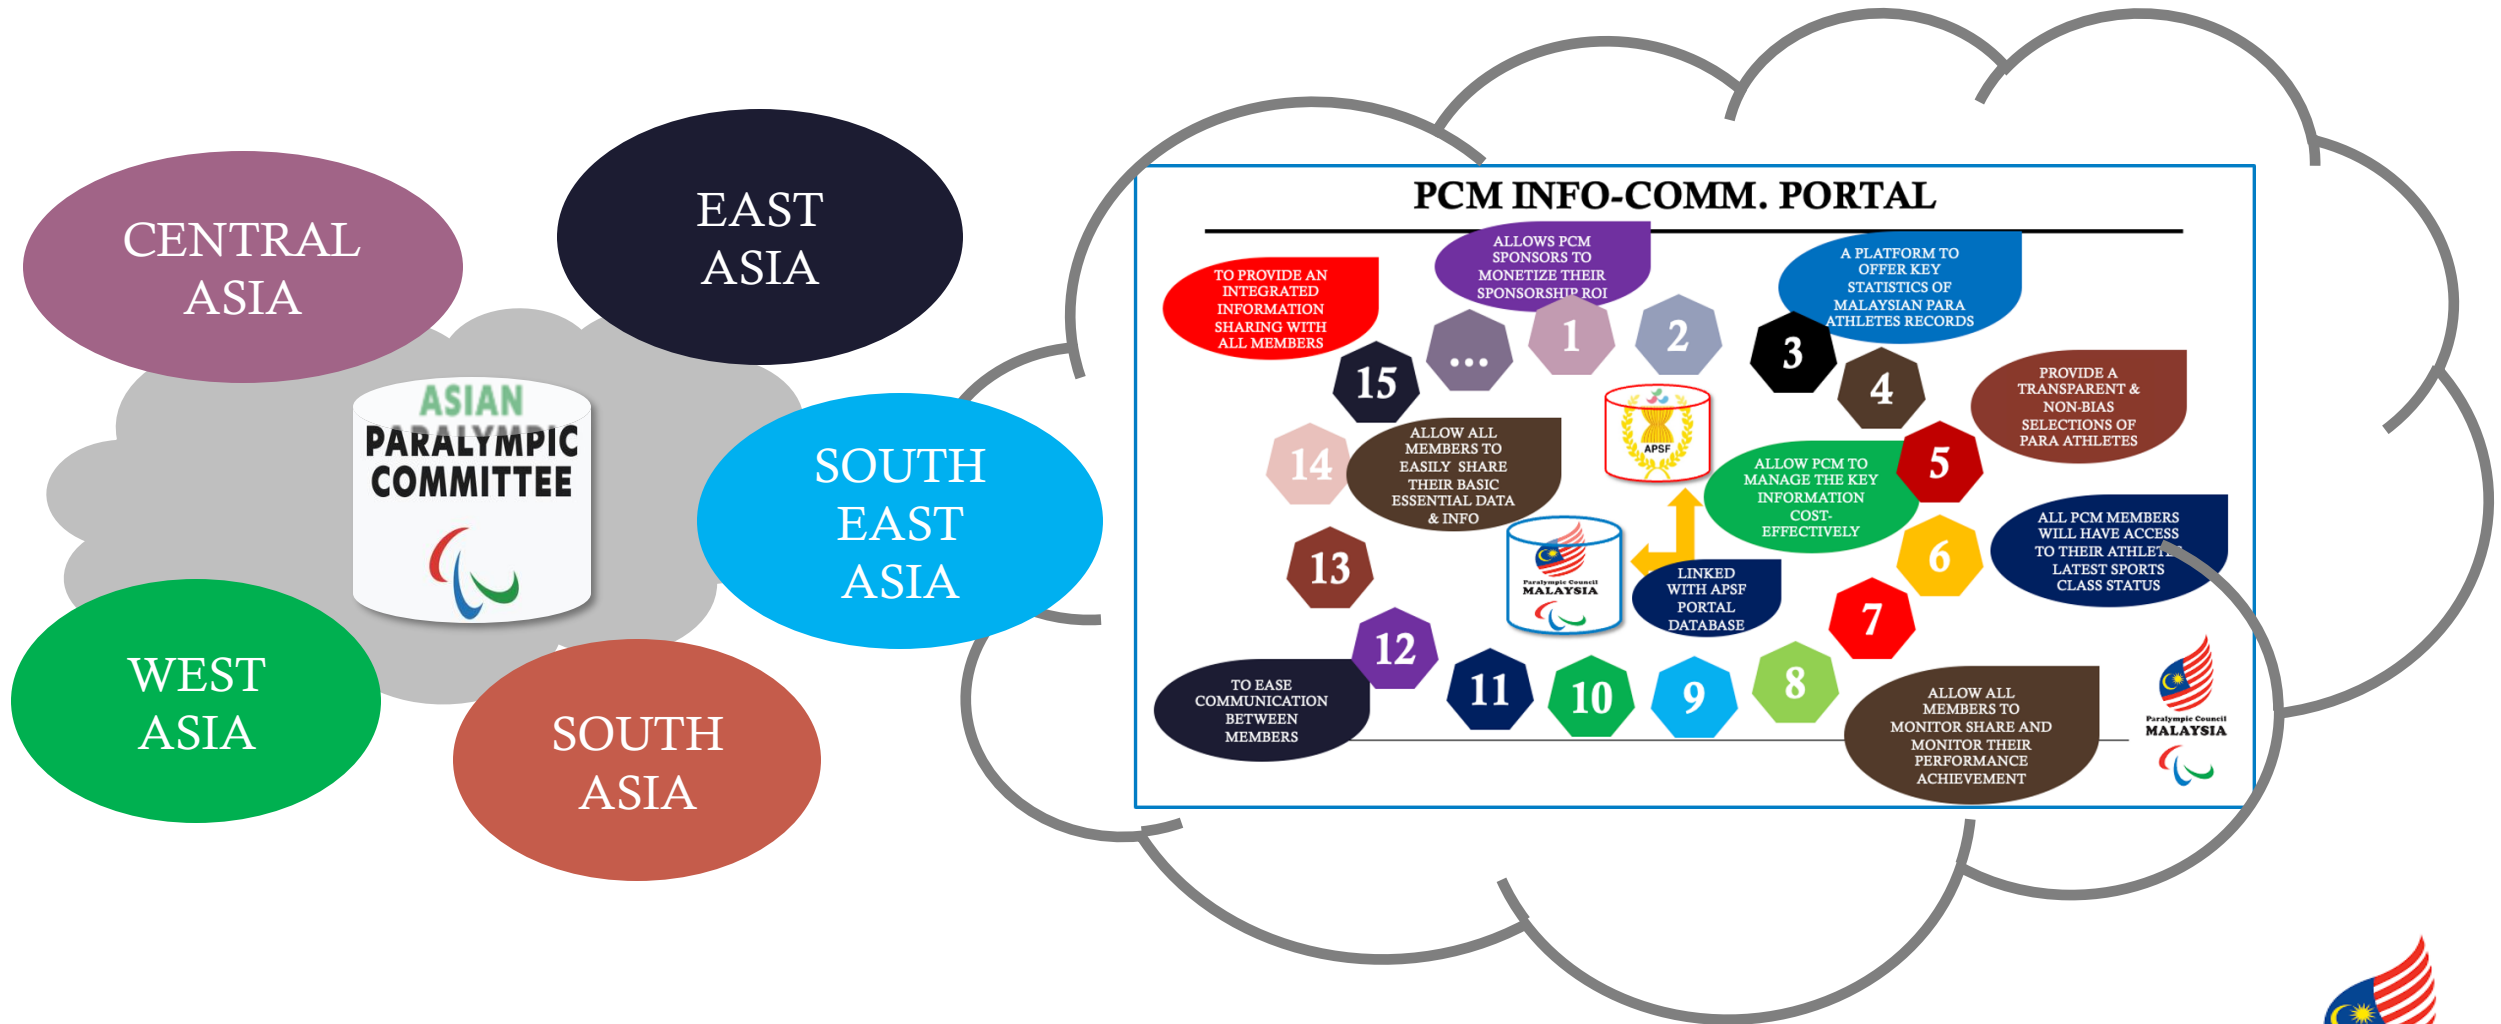 CENTRAL
ASIA
EAST
ASIA
ASIAN
PARALYMPIC
COMMITTEE
SOUTH
EAST
ASIA
WEST
ASIA
SOUTH
ASIA
PCM INFO-COMM. PORTAL
TO PROVIDE AN
INTEGRATED
INFORMATION
SHARING WITH
ALL MEMBERS
ALLOWS PCM
SPONSORS TO
MONETIZE THEIR
SPONSORSHIP ROI
A PLATFORM TO
OFFER KEY
STATISTICS OF
MALAYSIAN PARA
ATHLETES RECORDS
PROVIDE A
TRANSPARENT &
NON-BIAS
SELECTIONS OF
PARA ATHLETES
...
1
2
3
4
5
6
7
8
9
10
11
12
13
14
15
ALLOW ALL
MEMBERS TO
EASILY SHARE
THEIR BASIC
ESSENTIAL DATA
& INFO
APSF
ALLOW PCM TO
MANAGE THE KEY
INFORMATION
COST-
EFFECTIVELY
ALL PCM MEMBERS
WILL HAVE ACCESS
TO THEIR ATHLETES
LATEST SPORTS
CLASS STATUS
Paralympic Council
MALAYSIA
LINKED
WITH APSF
PORTAL
DATABASE
TO EASE
COMMUNICATION
BETWEEN
MEMBERS
ALLOW ALL
MEMBERS TO
MONITOR SHARE AND
MONITOR THEIR
PERFORMANCE
ACHIEVEMENT
Paralympic Council
MALAYSIA